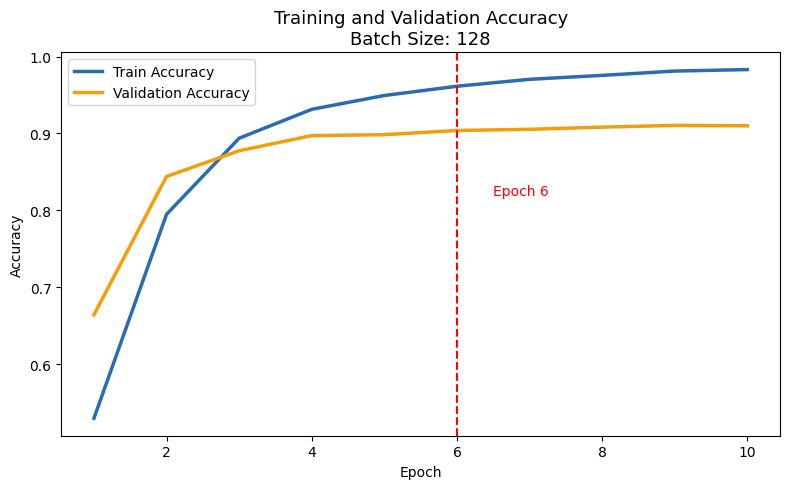 Training and Validation Accuracy
Batch Size: 128
Train Accuracy
Validation Accuracy
Epoch 6
Accuracy
1.0
0.9
0.8
0.7
0.6
2 4 6 8 10
Epoch